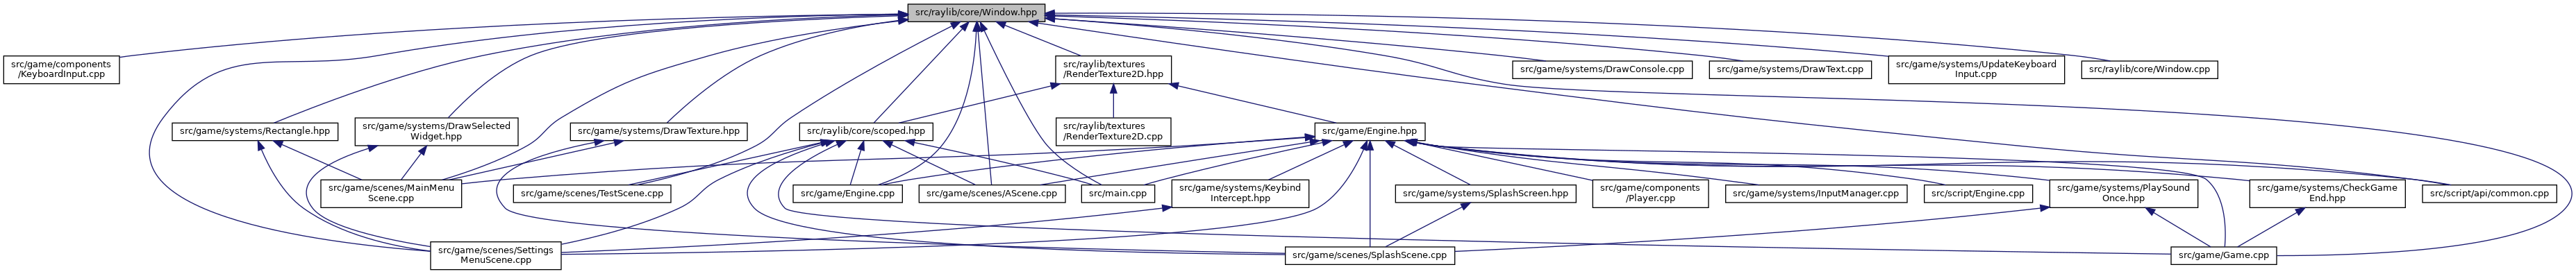 src/raylib/core/Window.hpp
src/game/components
/KeyboardInput.cpp
src/raylib/textures
/RenderTexture2D.hpp
src/game/systems/DrawConsole.cpp
src/game/systems/DrawText.cpp
src/game/systems/UpdateKeyboard
Input.cpp
src/raylib/core/Window.cpp
src/game/systems/Rectangle.hpp
src/game/systems/DrawSelected
Widget.hpp
src/game/systems/DrawTexture.hpp
src/raylib/core/scoped.hpp
src/raylib/textures
/RenderTexture2D.cpp
src/game/Engine.hpp
src/game/scenes/MainMenu
Scene.cpp
src/game/scenes/TestScene.cpp
src/game/Engine.cpp
src/game/scenes/AScene.cpp
src/main.cpp
src/game/systems/Keybind
Intercept.hpp
src/game/systems/SplashScreen.hpp
src/game/components
/Player.cpp
src/game/systems/InputManager.cpp
src/script/Engine.cpp
src/game/systems/PlaySound
Once.hpp
src/game/systems/CheckGame
End.hpp
src/script/api/common.cpp
src/game/scenes/Settings
MenuScene.cpp
src/game/scenes/SplashScene.cpp
src/game/Game.cpp